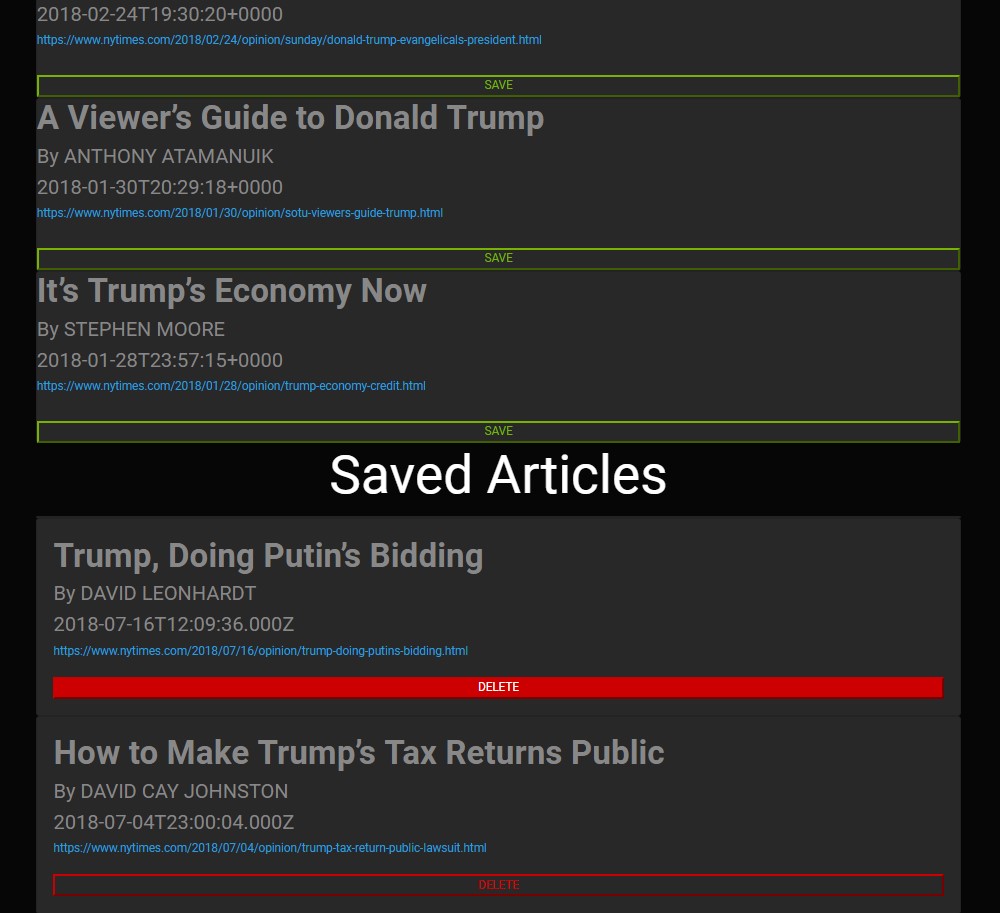 2018-02-24T19:30:20+0000
https://www.nytimes.com/2018/02/24/opinion/sunday/donald-trump-evangelicals-president.html
SAVE
A Viewer’s Guide to Donald Trump
By ANTHONY ATAMANUIK
2018-01-30T20:29:18+0000
https://www.nytimes.com/2018/01/30/opinion/sotu-viewers-guide-trump.html
SAVE
It’s Trump’s Economy Now
By STEPHEN MOORE
2018-01-28T23:57:15+0000
https://www.nytimes.com/2018/01/28/opinion/trump-economy-credit.html
SAVE
Saved Articles
Trump, Doing Putin’s Bidding
By DAVID LEONHARDT
2018-07-16T12:09:36.000Z
https://www.nytimes.com/2018/07/16/opinion/trump-doing-putins-bidding.html
DELETE
How to Make Trump’s Tax Returns Public
By DAVID CAY JOHNSTON
2018-07-04T23:00:04.000Z
https://www.nytimes.com/2018/07/04/opinion/trump-tax-return-public-lawsuit.html
DELETE